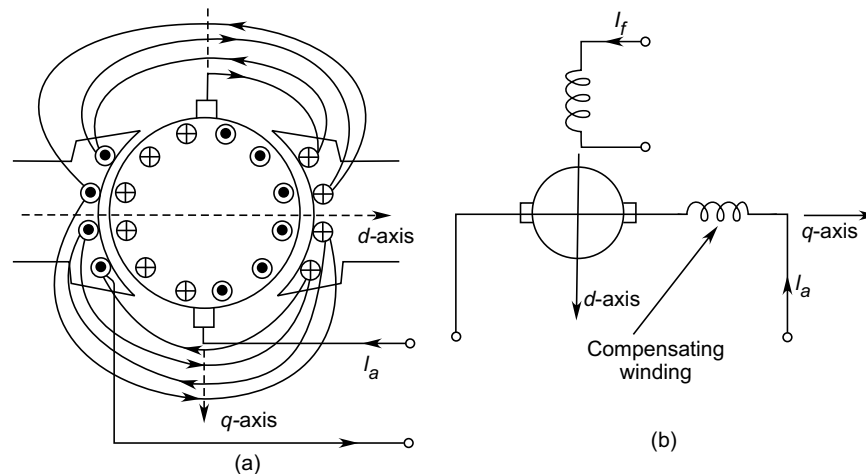 d-axis
I_a
q-axis
(a)
I_f
q-axis
d-axis
I_a
Compensating
winding
(b)